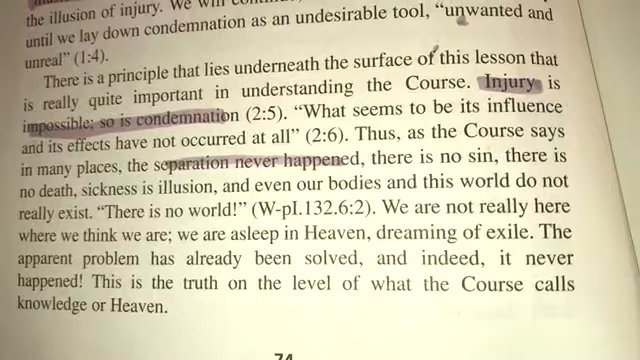 the illusion of injury. We will
until we lay down condemnation as an undesirable tool, “unwanted and
unreal” (1:4).
There is a principle that lies underneath the surface of this lesson that
is really quite important in understanding the Course. Injury is
impossible; so is condemnation (2:5). “What seems to be its influence
and its effects have not occurred at all” (2:6). Thus, as the Course says
in many places, the separation never happened, there is no sin, there is
no death, sickness is illusion, and even our bodies and this world do not
really exist. “There is no world!” (W-pI.132.6:2). We are not really here
where we think we are; we are asleep in Heaven, dreaming of exile. The
apparent problem has already been solved, and indeed, it never
happened! This is the truth on the level of what the Course calls
knowledge or Heaven.
74